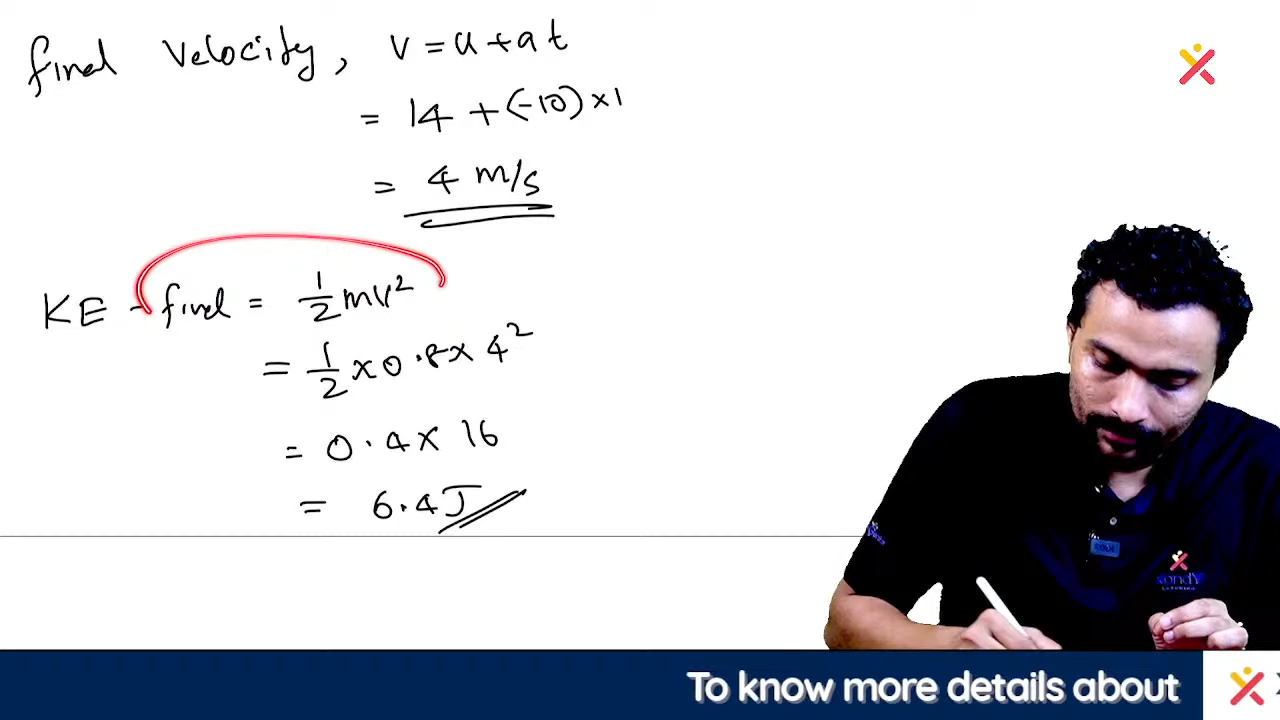 final Velocity, v = u + at
= 14 + (-10) × 1
= 4 m/s
KE - final = 1/2 mv²
= 1/2 × 0.8 × 4²
= 0.4 × 16
= 6.4 J
To know more details about